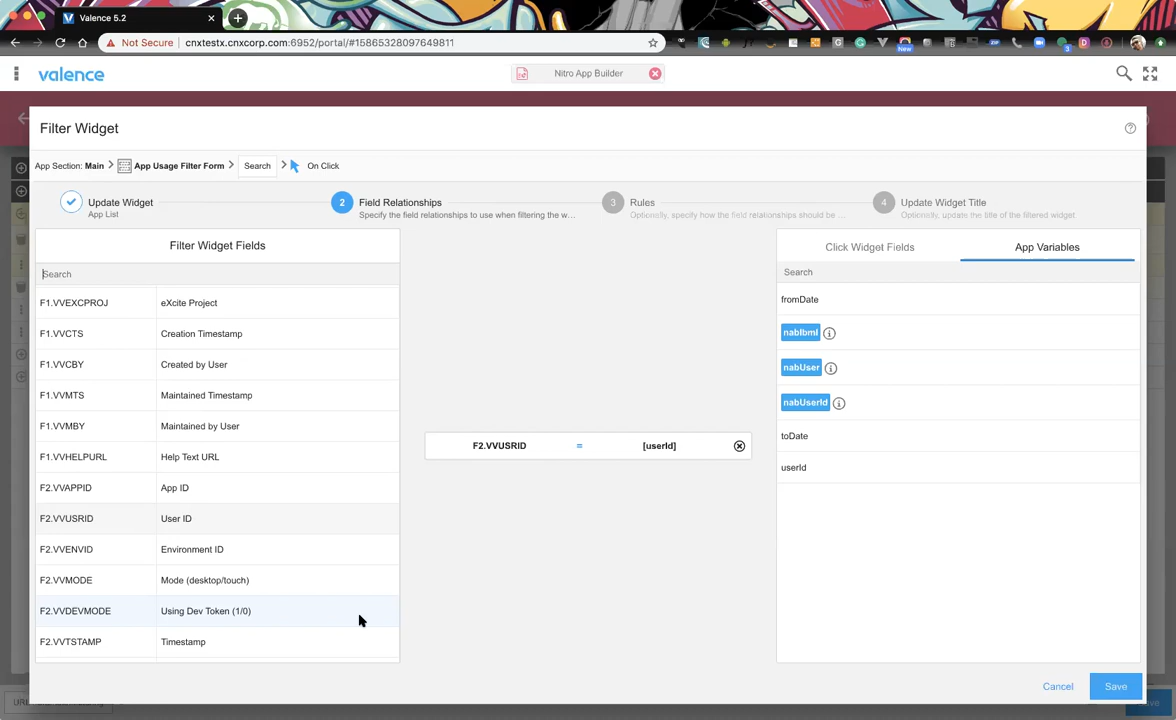 Valence 5.2
Not Secure
cnxtestx.cnxcorp.com:6952/portal/#15865328097649811
New
valence
Nitro App Builder
Filter Widget
App Section: Main
App Usage Filter Form
Search
On Click
Update Widget
App List
2
Field Relationships
Specify the field relationships to use when filtering the w...
3
Rules
Optionally, specify how the field relationships should be ...
4
Update Widget Title
Optionally, update the title of the filtered widget
Filter Widget Fields
Search
F1.VVEXCPROJ eXcite Project
F1.VVCTS Creation Timestamp
F1.VVCBY Created by User
F1.VVMTS Maintained Timestamp
F1.VVMBY Maintained by User
F1.VVHELPURL Help Text URL
F2.VVAPPID App ID
F2.VVUSRID User ID
F2.VVENVID Environment ID
F2.VVMODE Mode (desktop/touch)
F2.VVDEVMODE Using Dev Token (1/0)
F2.VVTSTAMP Timestamp
F2.VVUSRID = [userId]
Click Widget Fields
App Variables
Search
fromDate
nabIbmI
nabUser
nabUserId
toDate
userId
Cancel
Save